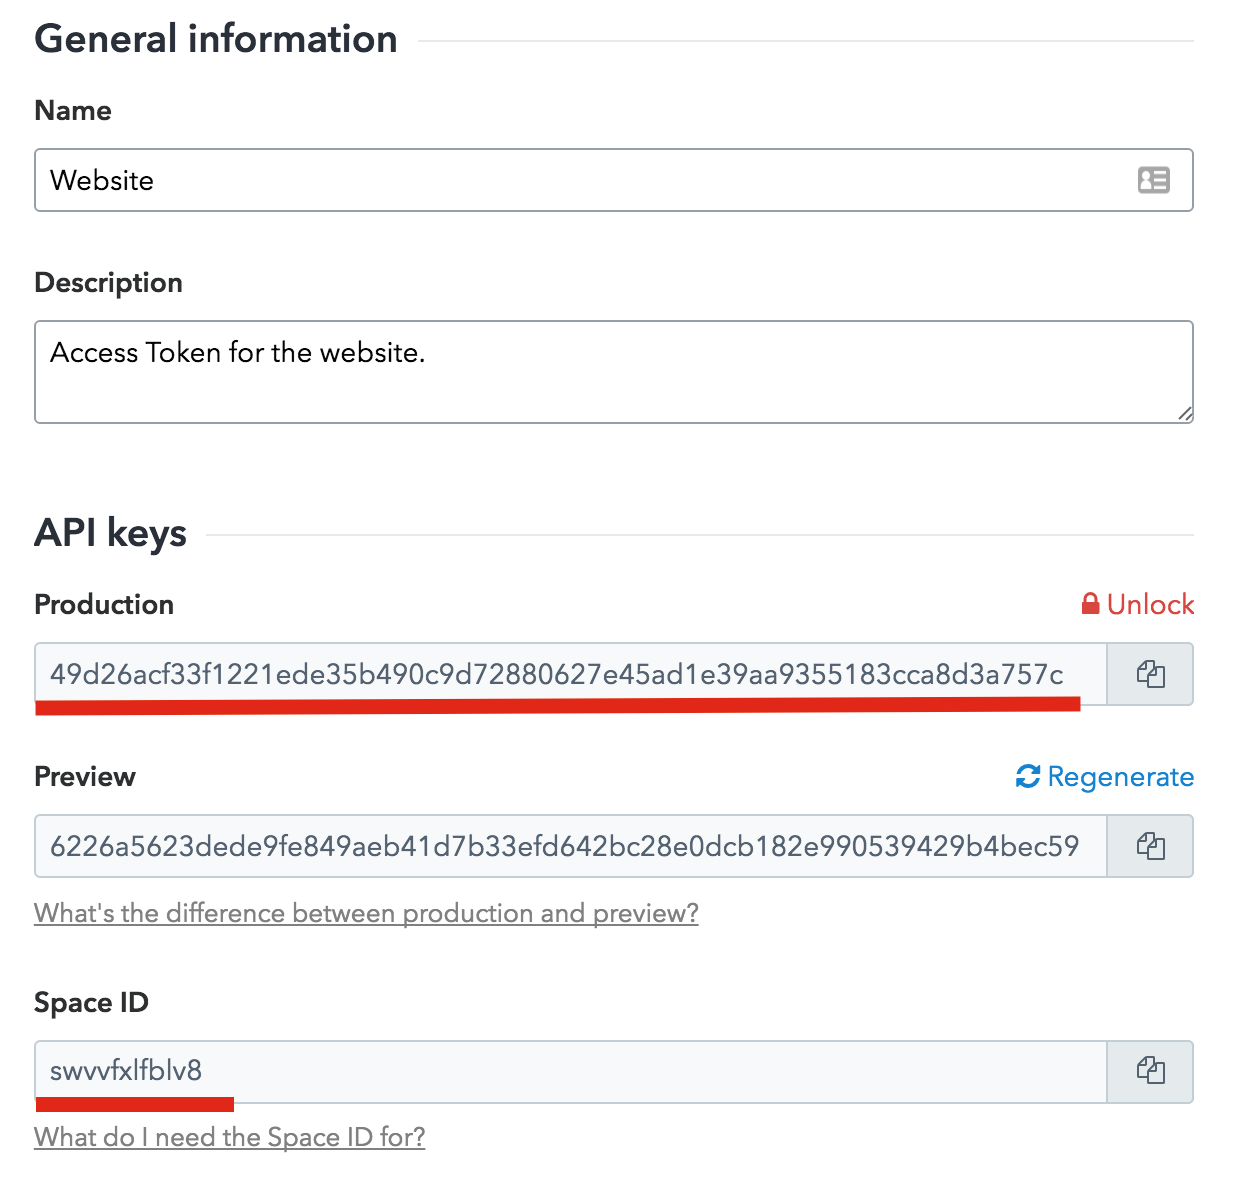 General information
Name
Website
Description
Access Token for the website.
API keys
Production
Unlock
49d26acf33f1221ede35b490c9d72880627e45ad1e39aa9355183cca8d3a757c
Preview
Regenerate
6226a5623dede9fe849aeb41d7b33efd642bc28e0dcb182e990539429b4bec59
What's the difference between production and preview?
Space ID
swvvfxlfblv8
What do I need the Space ID for?